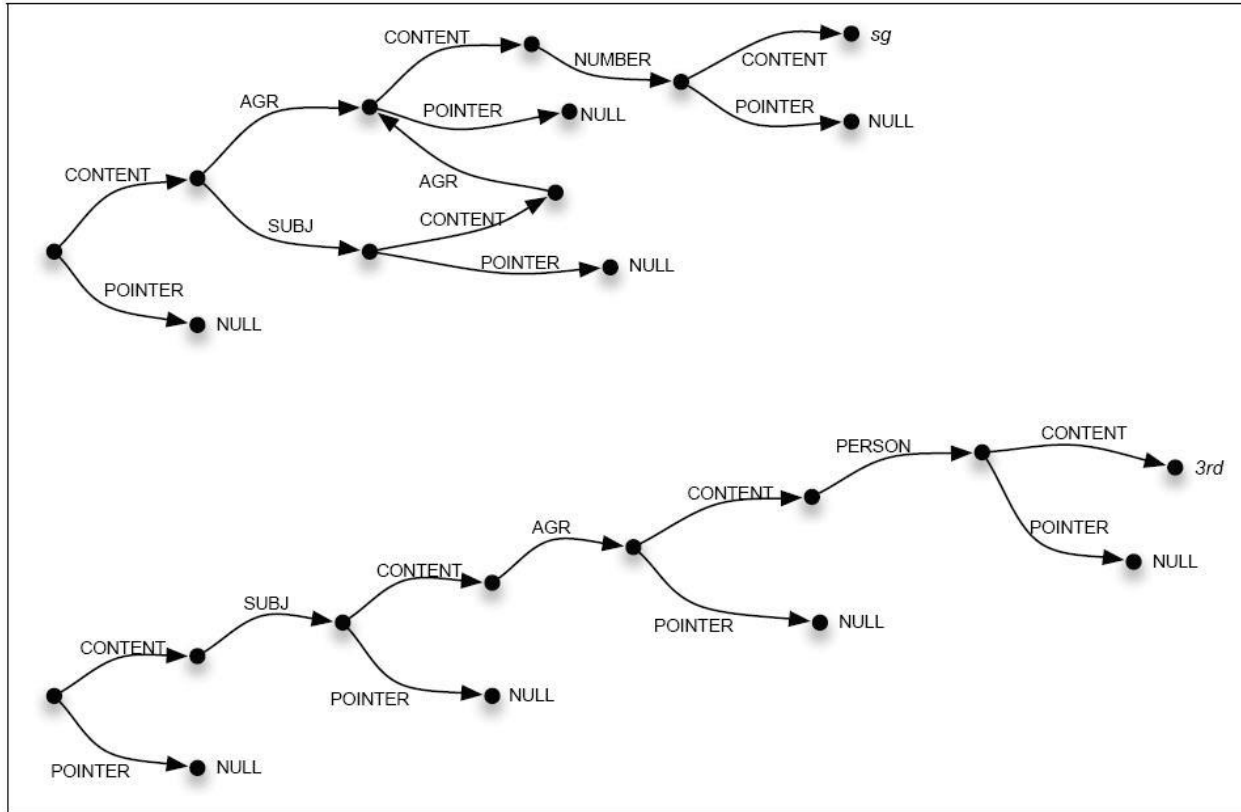 CONTENT NUMBER CONTENT sg
AGR POINTER NULL POINTER NULL
CONTENT AGR
SUBJ CONTENT
POINTER NULL
POINTER NULL
PERSON CONTENT 3rd
CONTENT POINTER NULL
AGR
CONTENT POINTER NULL
SUBJ
CONTENT POINTER NULL
POINTER NULL